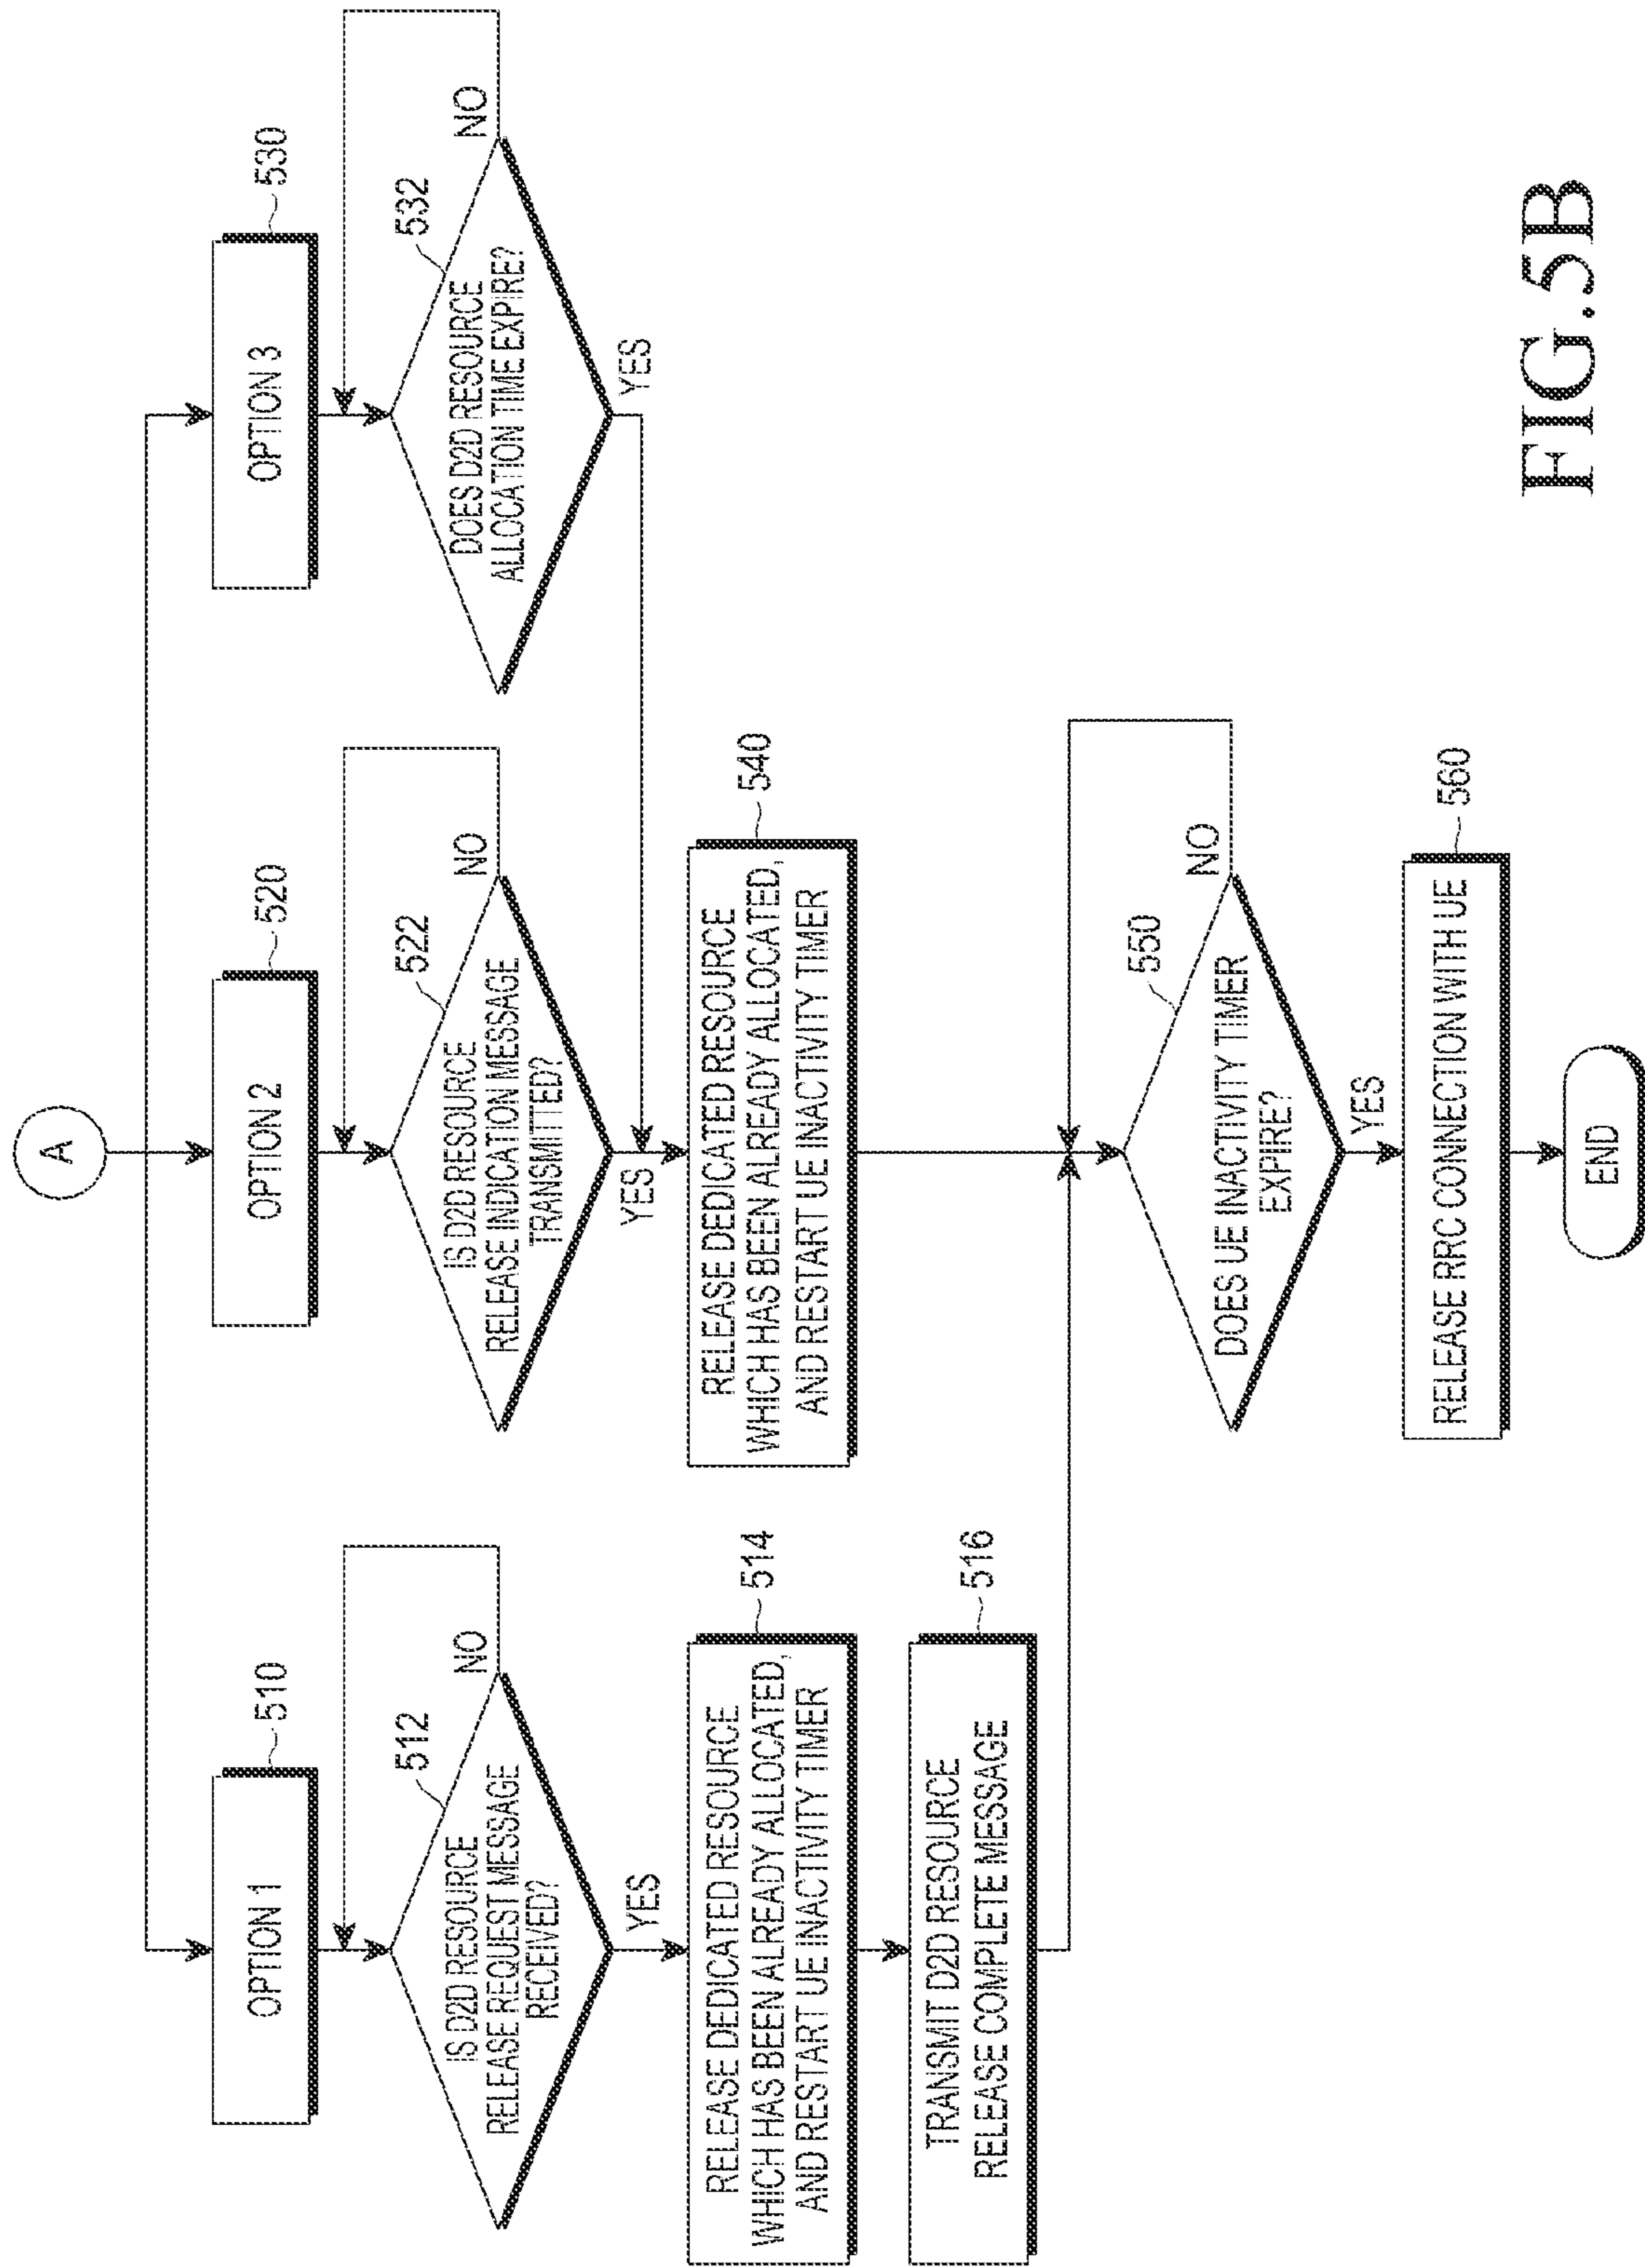 A
OPTION 1
510
OPTION 2
520
OPTION 3
530
IS D2D RESOURCE
RELEASE REQUEST MESSAGE
RECEIVED?
512
NO
YES
IS D2D RESOURCE
RELEASE INDICATION MESSAGE
TRANSMITTED?
522
NO
YES
DOES D2D RESOURCE
ALLOCATION TIME EXPIRE?
532
NO
YES
RELEASE DEDICATED RESOURCE
WHICH HAS BEEN ALREADY ALLOCATED,
AND RESTART UE INACTIVITY TIMER
514
RELEASE DEDICATED RESOURCE
WHICH HAS BEEN ALREADY ALLOCATED,
AND RESTART UE INACTIVITY TIMER
540
TRANSMIT D2D RESOURCE
RELEASE COMPLETE MESSAGE
516
DOES UE INACTIVITY TIMER
EXPIRE?
550
NO
YES
RELEASE RRC CONNECTION WITH UE
560
END
FIG.5B